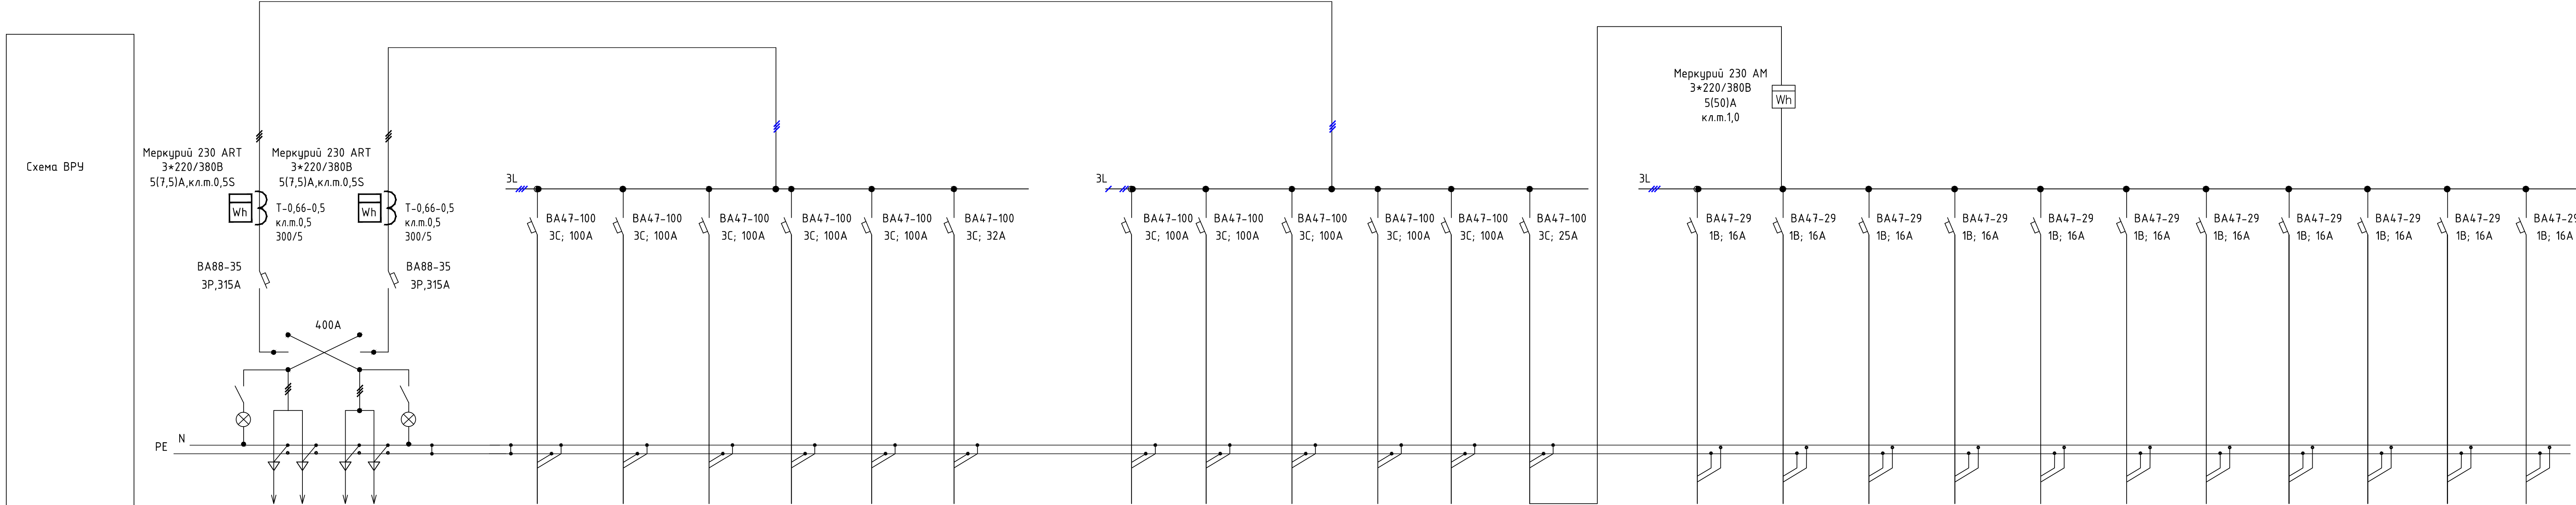 Схема ВРУ
Меркурий 230 ART
3*220/380В
5(7,5)А,кл.т.0,5S
Wh
Т-0,66-0,5
кл.т.0,5
300/5
ВА88-35
3Р,315А
Меркурий 230 ART
3*220/380В
5(7,5)А,кл.т.0,5S
Wh
Т-0,66-0,5
кл.т.0,5
300/5
ВА88-35
3Р,315А
400А
N
PE
3L
ВА47-100
3С; 100А
ВА47-100
3С; 100А
ВА47-100
3С; 100А
ВА47-100
3С; 100А
ВА47-100
3С; 100А
ВА47-100
3С; 32А
3L
ВА47-100
3С; 100А
ВА47-100
3С; 100А
ВА47-100
3С; 100А
ВА47-100
3С; 100А
ВА47-100
3С; 100А
ВА47-100
3С; 25А
Меркурий 230 АМ
3*220/380В
5(50)А
кл.т.1,0
Wh
3L
ВА47-29
1В; 16А
ВА47-29
1В; 16А
ВА47-29
1В; 16А
ВА47-29
1В; 16А
ВА47-29
1В; 16А
ВА47-29
1В; 16А
ВА47-29
1В; 16А
ВА47-29
1В; 16А
ВА47-29
1В; 16А
ВА47-29
1В; 16А
ВА47-29
1В; 16А